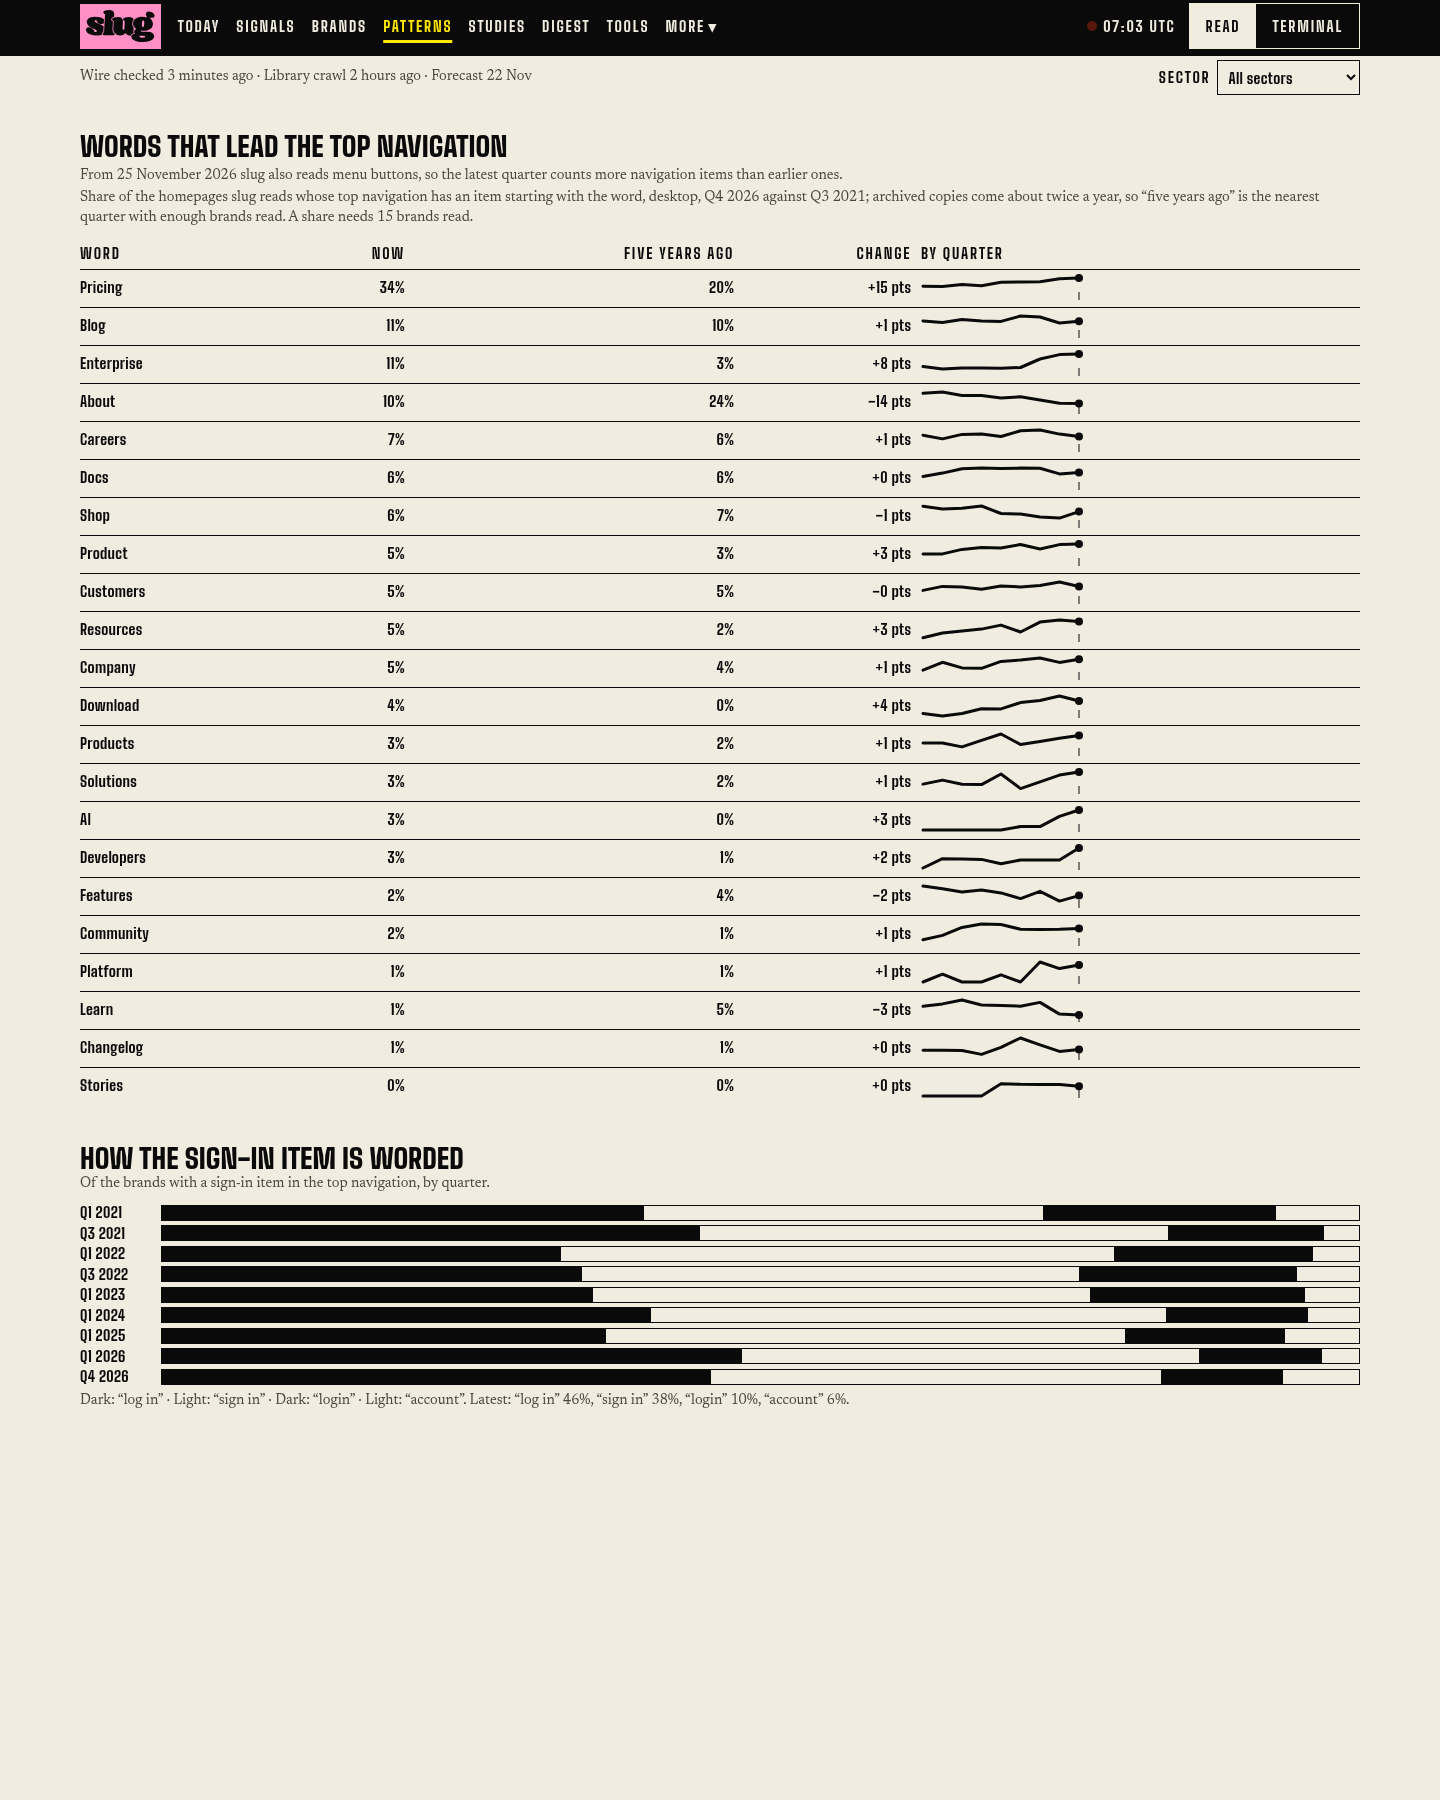 slug TODAY SIGNALS BRANDS PATTERNS STUDIES DIGEST TOOLS MORE ▾ 07:03 UTC READ TERMINAL
Wire checked 3 minutes ago · Library crawl 2 hours ago · Forecast 22 Nov SECTOR All sectors
WORDS THAT LEAD THE TOP NAVIGATION
From 25 November 2026 slug also reads menu buttons, so the latest quarter counts more navigation items than earlier ones.
Share of the homepages slug reads whose top navigation has an item starting with the word, desktop, Q4 2026 against Q3 2021; archived copies come about twice a year, so “five years ago” is the nearest
quarter with enough brands read. A share needs 15 brands read.
WORD NOW FIVE YEARS AGO CHANGE BY QUARTER
Pricing 34% 20% +15 pts
Blog 11% 10% +1 pts
Enterprise 11% 3% +8 pts
About 10% 24% −14 pts
Careers 7% 6% +1 pts
Docs 6% 6% +0 pts
Shop 6% 7% −1 pts
Product 5% 3% +3 pts
Customers 5% 5% −0 pts
Resources 5% 2% +3 pts
Company 5% 4% +1 pts
Download 4% 0% +4 pts
Products 3% 2% +1 pts
Solutions 3% 2% +1 pts
AI 3% 0% +3 pts
Developers 3% 1% +2 pts
Features 2% 4% −2 pts
Community 2% 1% +1 pts
Platform 1% 1% +1 pts
Learn 1% 5% −3 pts
Changelog 1% 1% +0 pts
Stories 0% 0% +0 pts
HOW THE SIGN-IN ITEM IS WORDED
Of the brands with a sign-in item in the top navigation, by quarter.
Q1 2021
Q3 2021
Q1 2022
Q3 2022
Q1 2023
Q1 2024
Q1 2025
Q1 2026
Q4 2026
Dark: “log in” · Light: “sign in” · Dark: “login” · Light: “account”. Latest: “log in” 46%, “sign in” 38%, “login” 10%, “account” 6%.